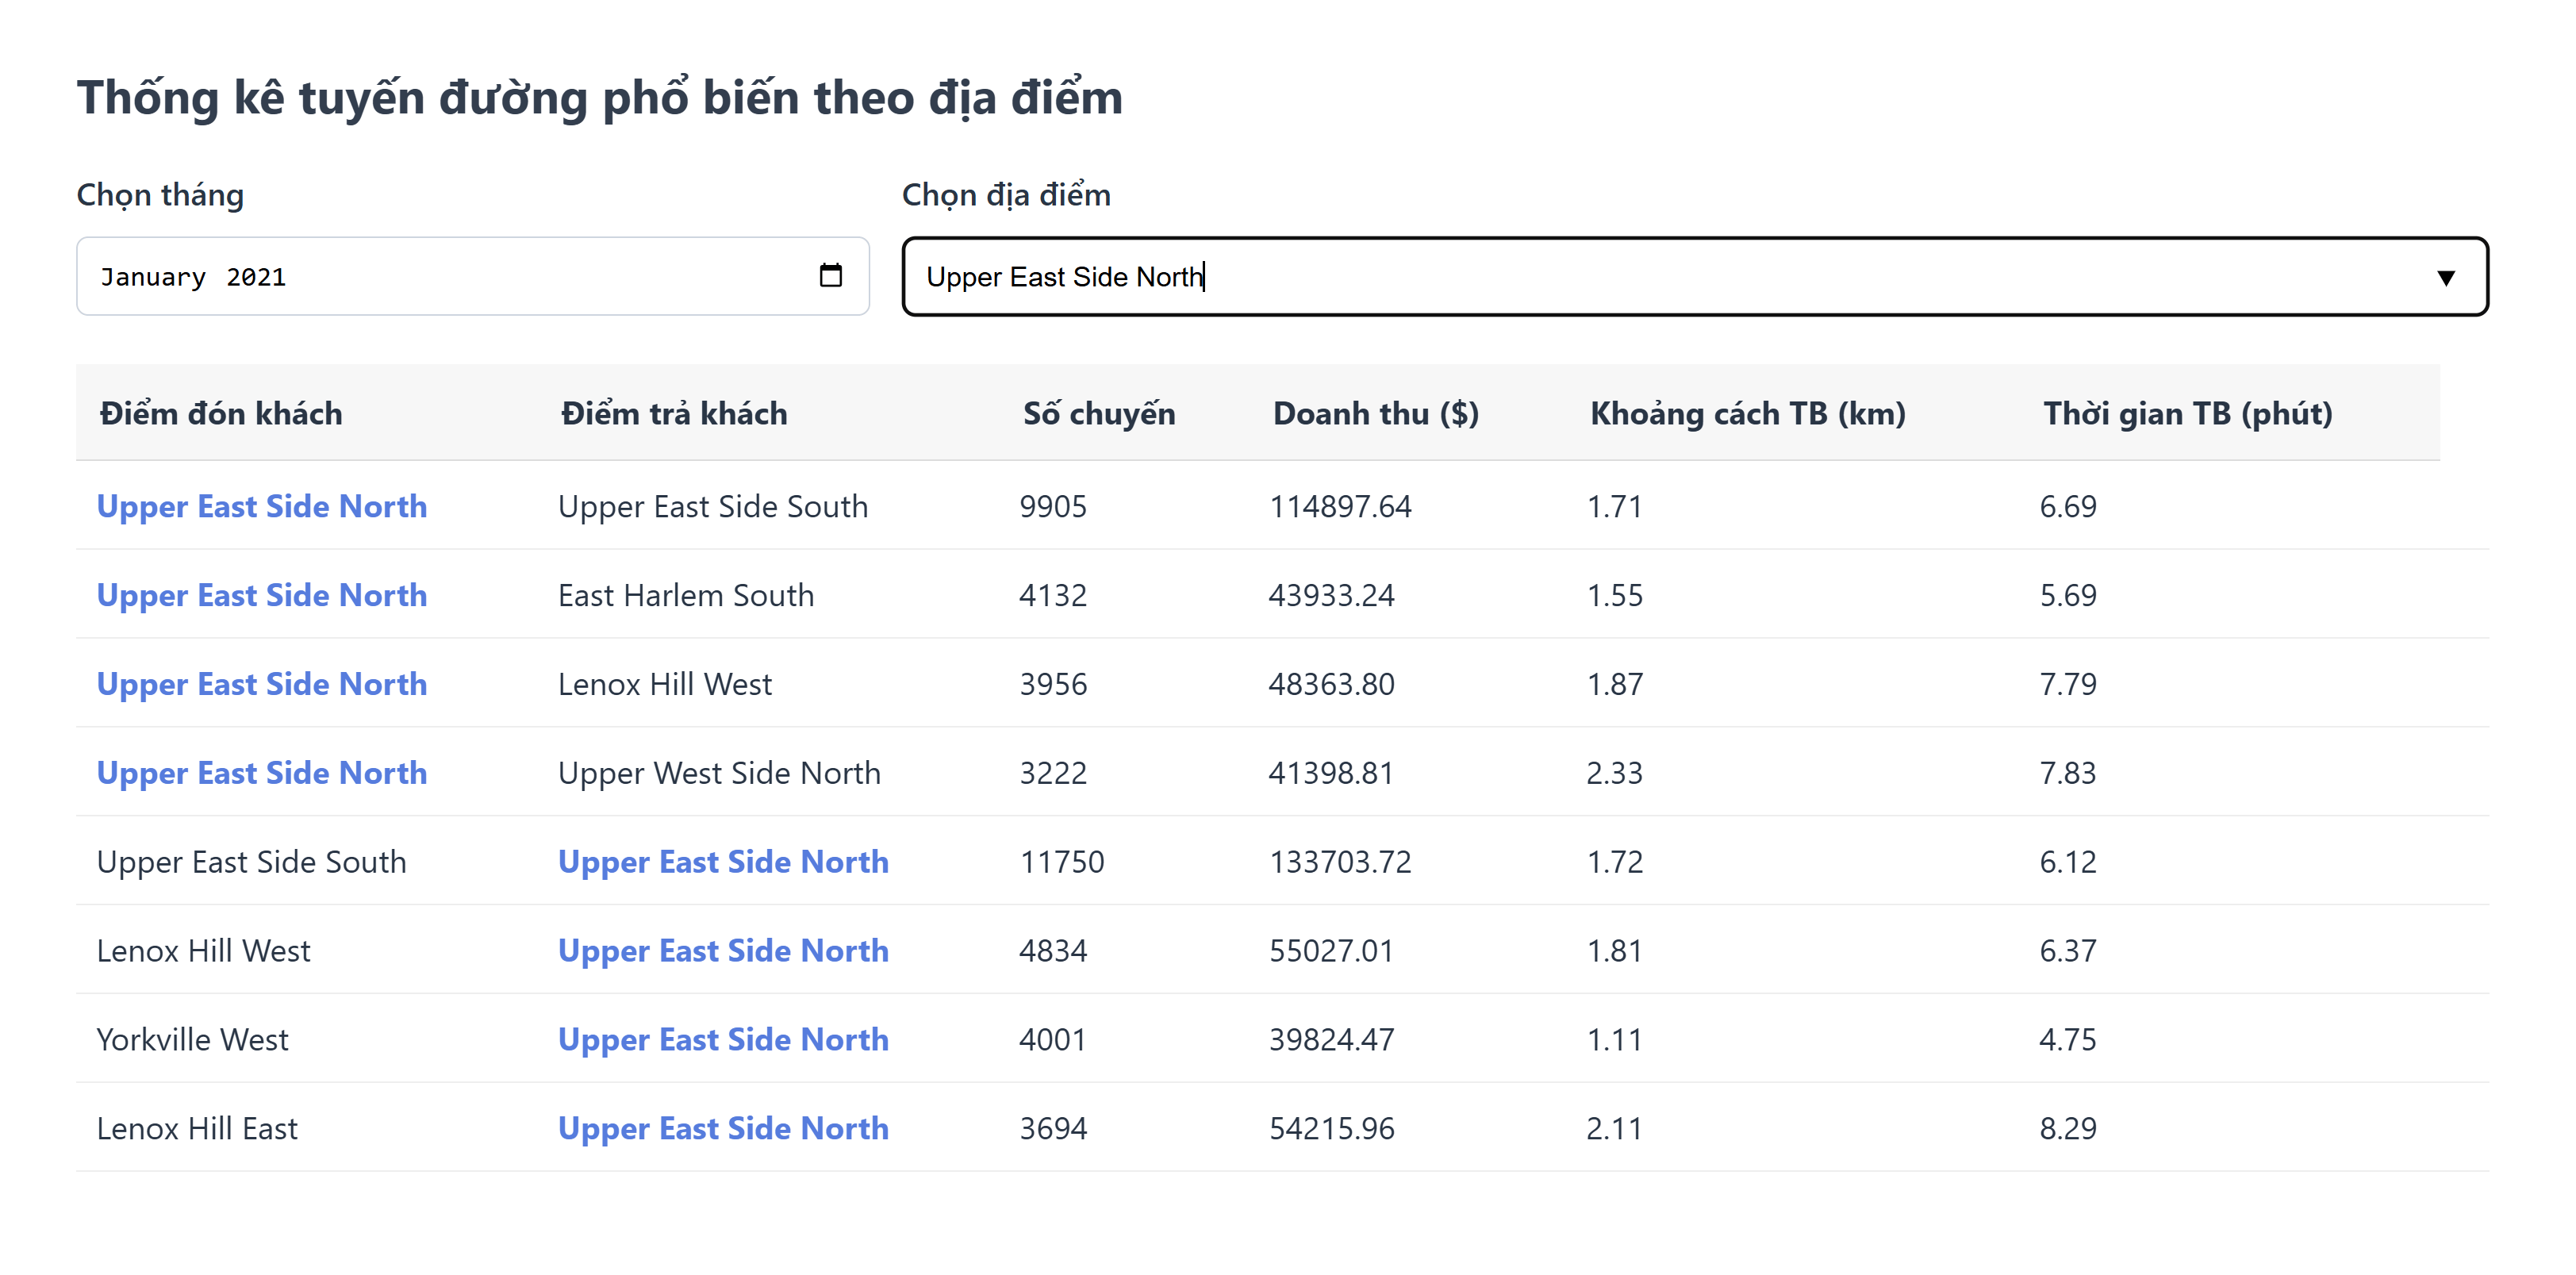 Thống kê tuyến đường phổ biến theo địa điểm
Chọn tháng Chọn địa điểm
January 2021 Upper East Side North
Điểm đón khách Điểm trả khách Số chuyến Doanh thu ($) Khoảng cách TB (km) Thời gian TB (phút)
Upper East Side North Upper East Side South 9905 114897.64 1.71 6.69
Upper East Side North East Harlem South 4132 43933.24 1.55 5.69
Upper East Side North Lenox Hill West 3956 48363.80 1.87 7.79
Upper East Side North Upper West Side North 3222 41398.81 2.33 7.83
Upper East Side South Upper East Side North 11750 133703.72 1.72 6.12
Lenox Hill West Upper East Side North 4834 55027.01 1.81 6.37
Yorkville West Upper East Side North 4001 39824.47 1.11 4.75
Lenox Hill East Upper East Side North 3694 54215.96 2.11 8.29